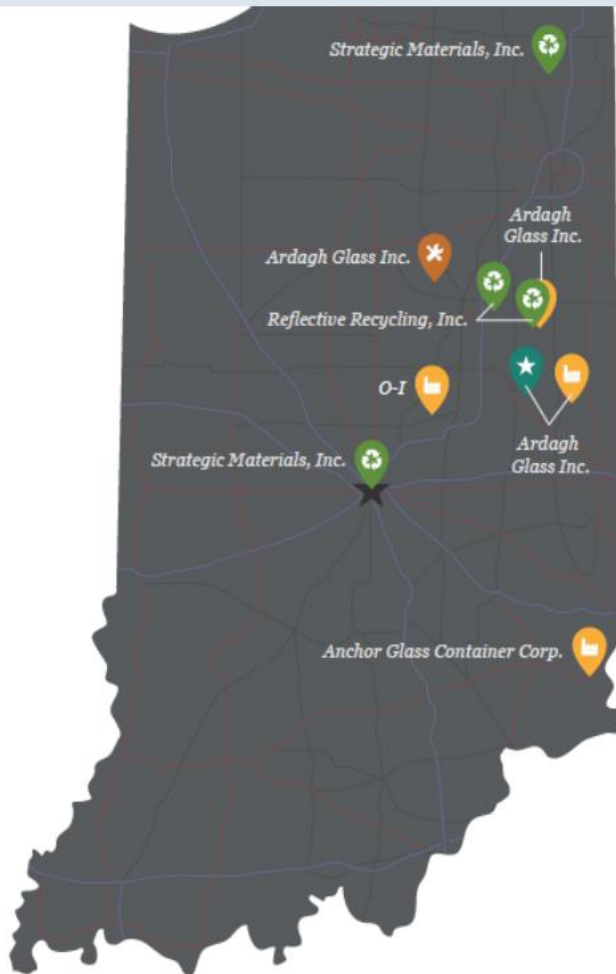 Strategic Materials, Inc.
Ardagh
Glass Inc.
Ardagh Glass Inc.
Reflective Recycling, Inc.
O-I
Ardagh
Glass Inc.
Strategic Materials, Inc.
Anchor Glass Container Corp.